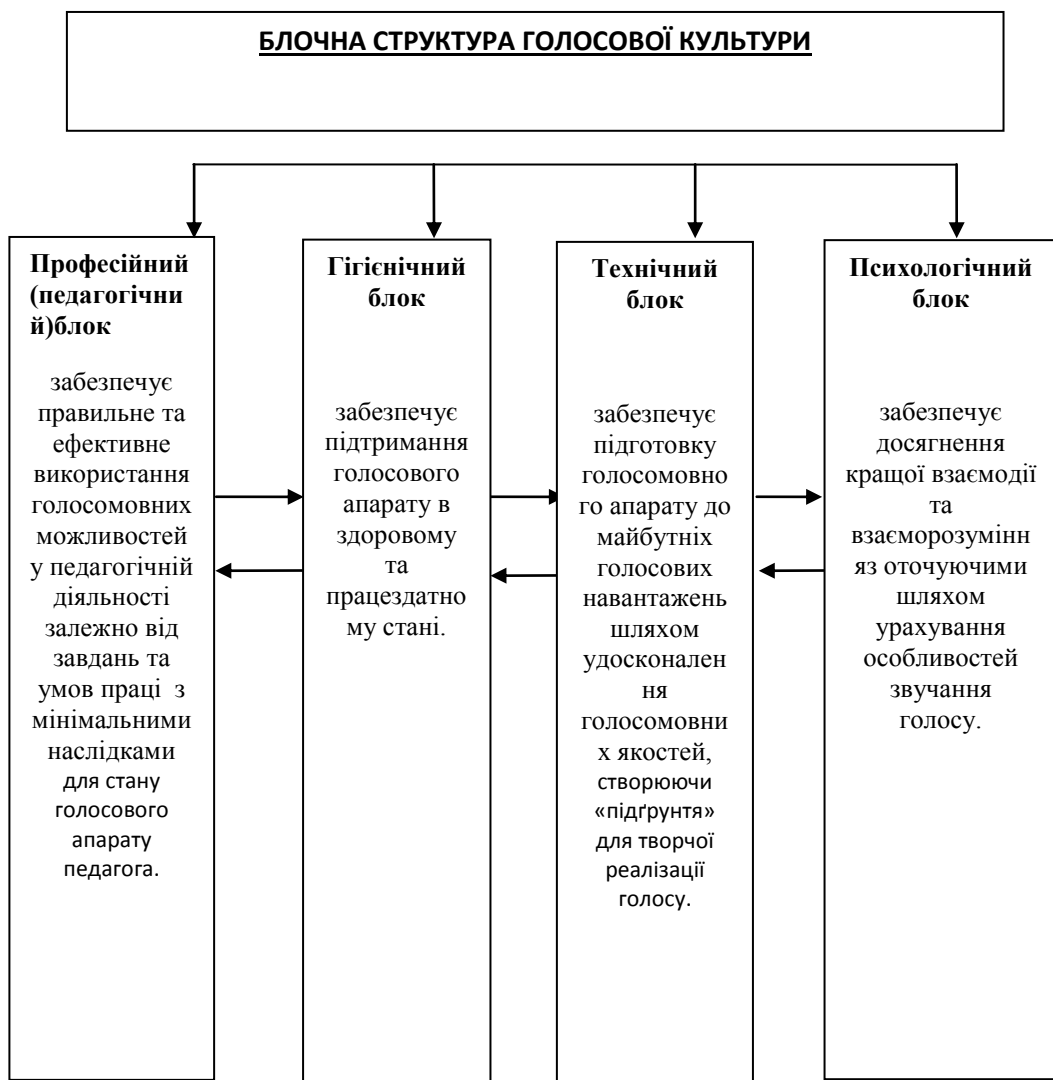 БЛОЧНА СТРУКТУРА ГОЛОСОВОЇ КУЛЬТУРИ
Професійний
(педагогічни
й)блок
забезпечує
правильне та
ефективне
використання
голосомовних
можливостей
у педагогічній
діяльності
залежно від
завдань та
умов праці з
мінімальними
наслідками
для стану
голосового
апарату
педагога.
Гігієнічний
блок
забезпечує
підтримання
голосового
апарату в
здоровому
та
працездатно
му стані.
Технічний
блок
забезпечує
підготовку
голосомовно
го апарату до
майбутніх
голосових
навантажень
шляхом
удосконален
ня
голосомовни
х якостей,
створюючи
«підґрунтя»
для творчої
реалізації
голосу.
Психологічний
блок
забезпечує
досягнення
кращої взаємодії
та
взаєморозумінн
яз оточуючими
шляхом
урахування
особливостей
звучання
голосу.